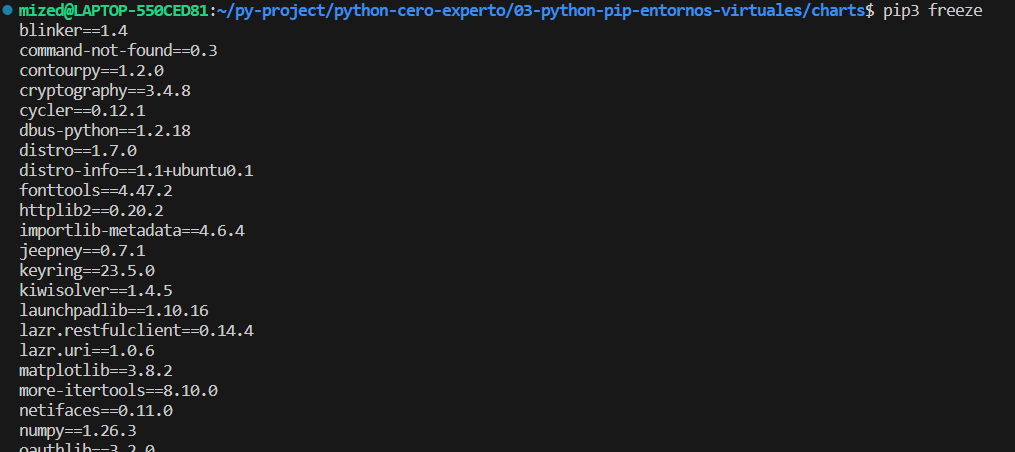 mized@LAPTOP-550CED81:~/py-project/python-cero-experto/03-python-pip-entornos-virtuales/charts$ pip3 freeze
blinker==1.4
command-not-found==0.3
contourpy==1.2.0
cryptography==3.4.8
cycler==0.12.1
dbus-python==1.2.18
distro==1.7.0
distro-info==1.1+ubuntu0.1
fonttools==4.47.2
httplib2==0.20.2
importlib-metadata==4.6.4
jeepney==0.7.1
keyring==23.5.0
kiwisolver==1.4.5
launchpadlib==1.10.16
lazr.restfulclient==0.14.4
lazr.uri==1.0.6
matplotlib==3.8.2
more-itertools==8.10.0
netifaces==0.11.0
numpy==1.26.3
oauthlib==3.2.0